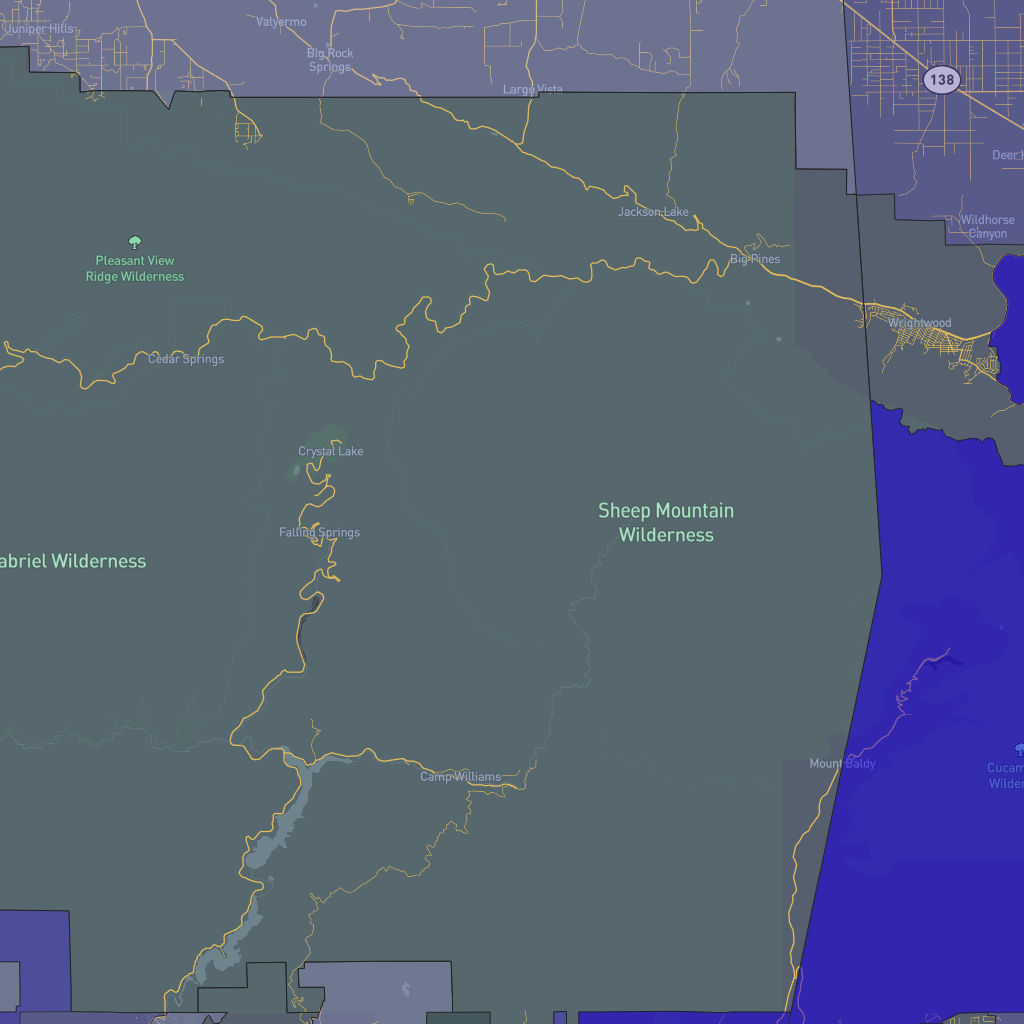 Juniper Hills
Valyermo
Big Rock
Springs
Largo Vista
138
Deer
Wildhorse
Canyon
Jackson Lake
Big Pines
Pleasant View
Ridge Wilderness
Cedar Springs
Wrightwood
Crystal Lake
Falling Springs
Sheep Mountain
Wilderness
abriel Wilderness
Mount Baldy
Camp Williams
Cucam
Wilder